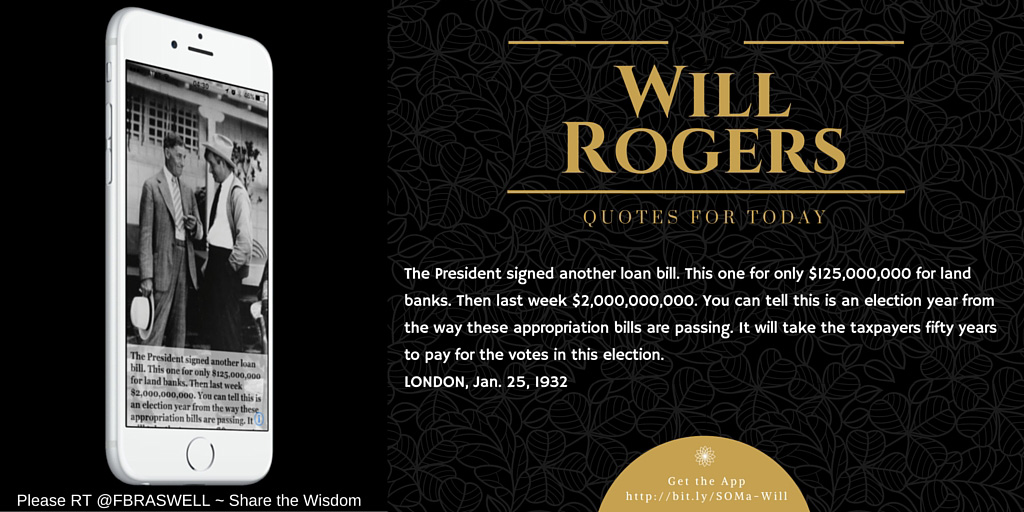 04:20
46%
The President signed another loan
bill. This one for only $125,000,000
for land banks. Then last week
$2,000,000,000. You can tell this is
an election year from the way these
appropriation bills are passing. It
Please RT @FBRASWELL ~ Share the Wisdom
WILL
ROGERS
QUOTES FOR TODAY
The President signed another loan bill. This one for only $125,000,000 for land
banks. Then last week $2,000,000,000. You can tell this is an election year from
the way these appropriation bills are passing. It will take the taxpayers fifty years
to pay for the votes in this election.
LONDON, Jan. 25, 1932
Get the App
http://bit.ly/SOMa-Will